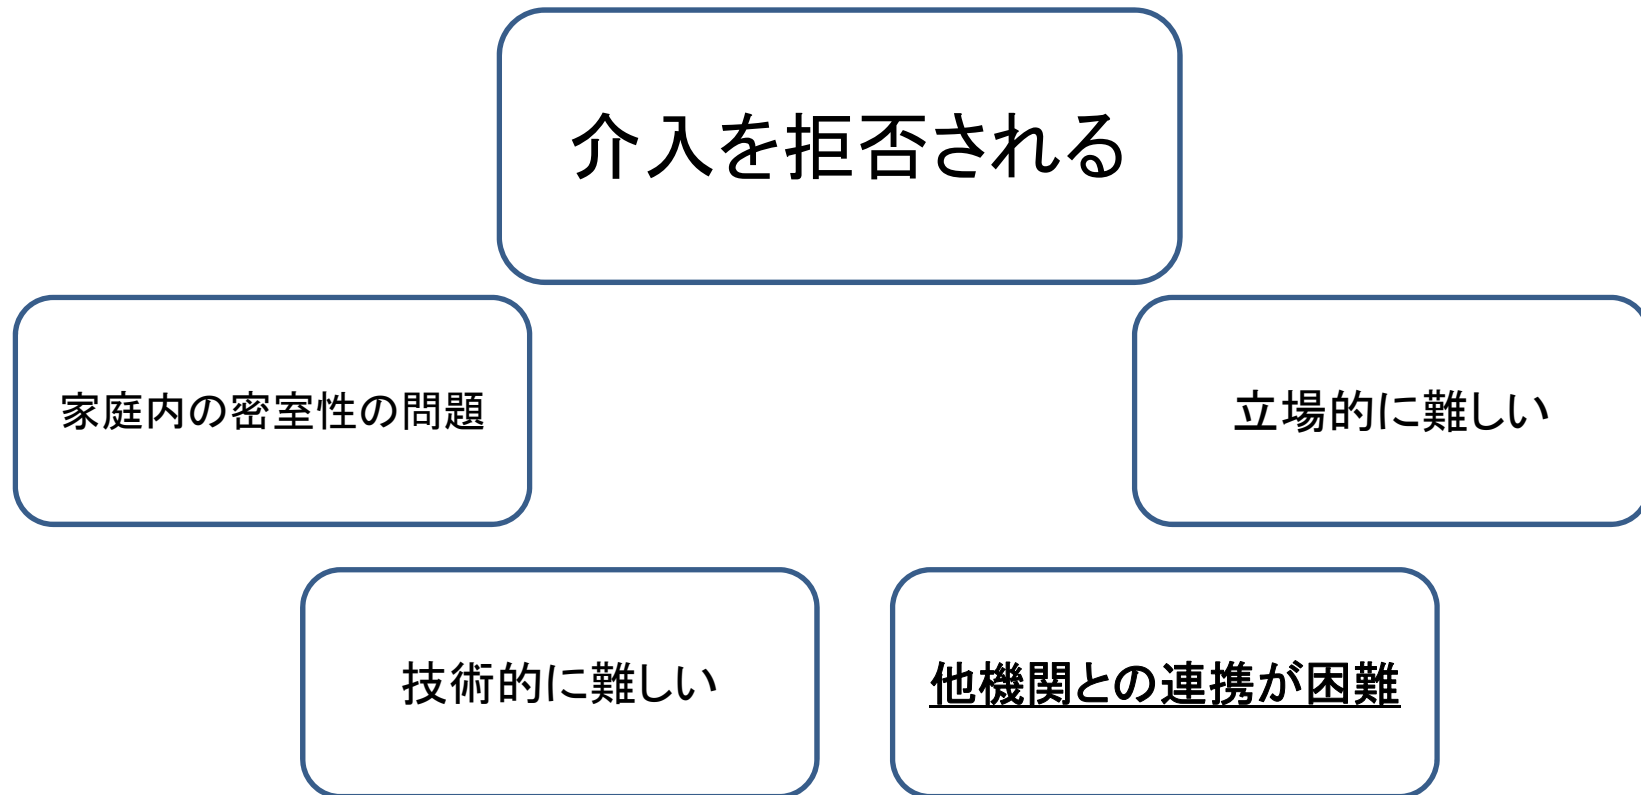 介入を拒否される
家庭内の密室性の問題
立場的に難しい
技術的に難しい
他機関との連携が困難